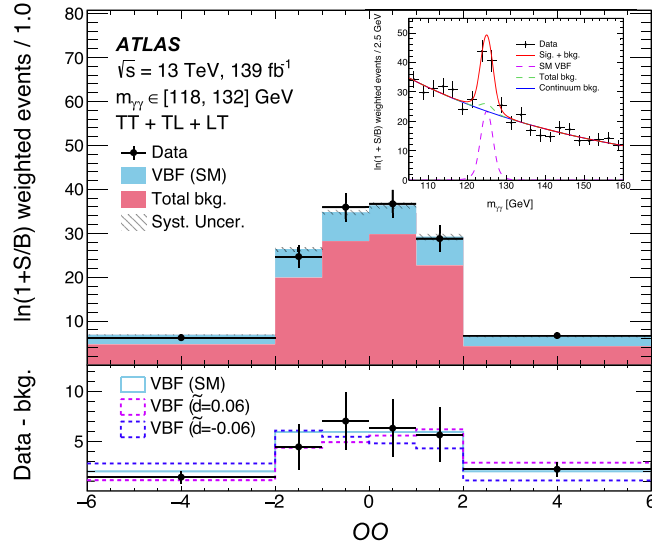 ln(1+S/B) weighted events / 1.0
80
70
60
50
40
30
20
10
ATLAS
√s = 13 TeV, 139 fb⁻¹
mγγ ∈ [118, 132] GeV
TT + TL + LT
Data
VBF (SM)
Total bkg.
Syst. Uncer.
ln(1 + S/B) weighted events / 2.5 GeV
50
40
30
20
10
0
Data
Sig. + bkg.
SM VBF
Total bkg.
Continuum bkg.
110 120 130 140 150 160
mγγ [GeV]
Data - bkg.
10
5
VBF (SM)
VBF (d̃=0.06)
VBF (d̃=-0.06)
−6 −4 −2 0 2 4 6
OO